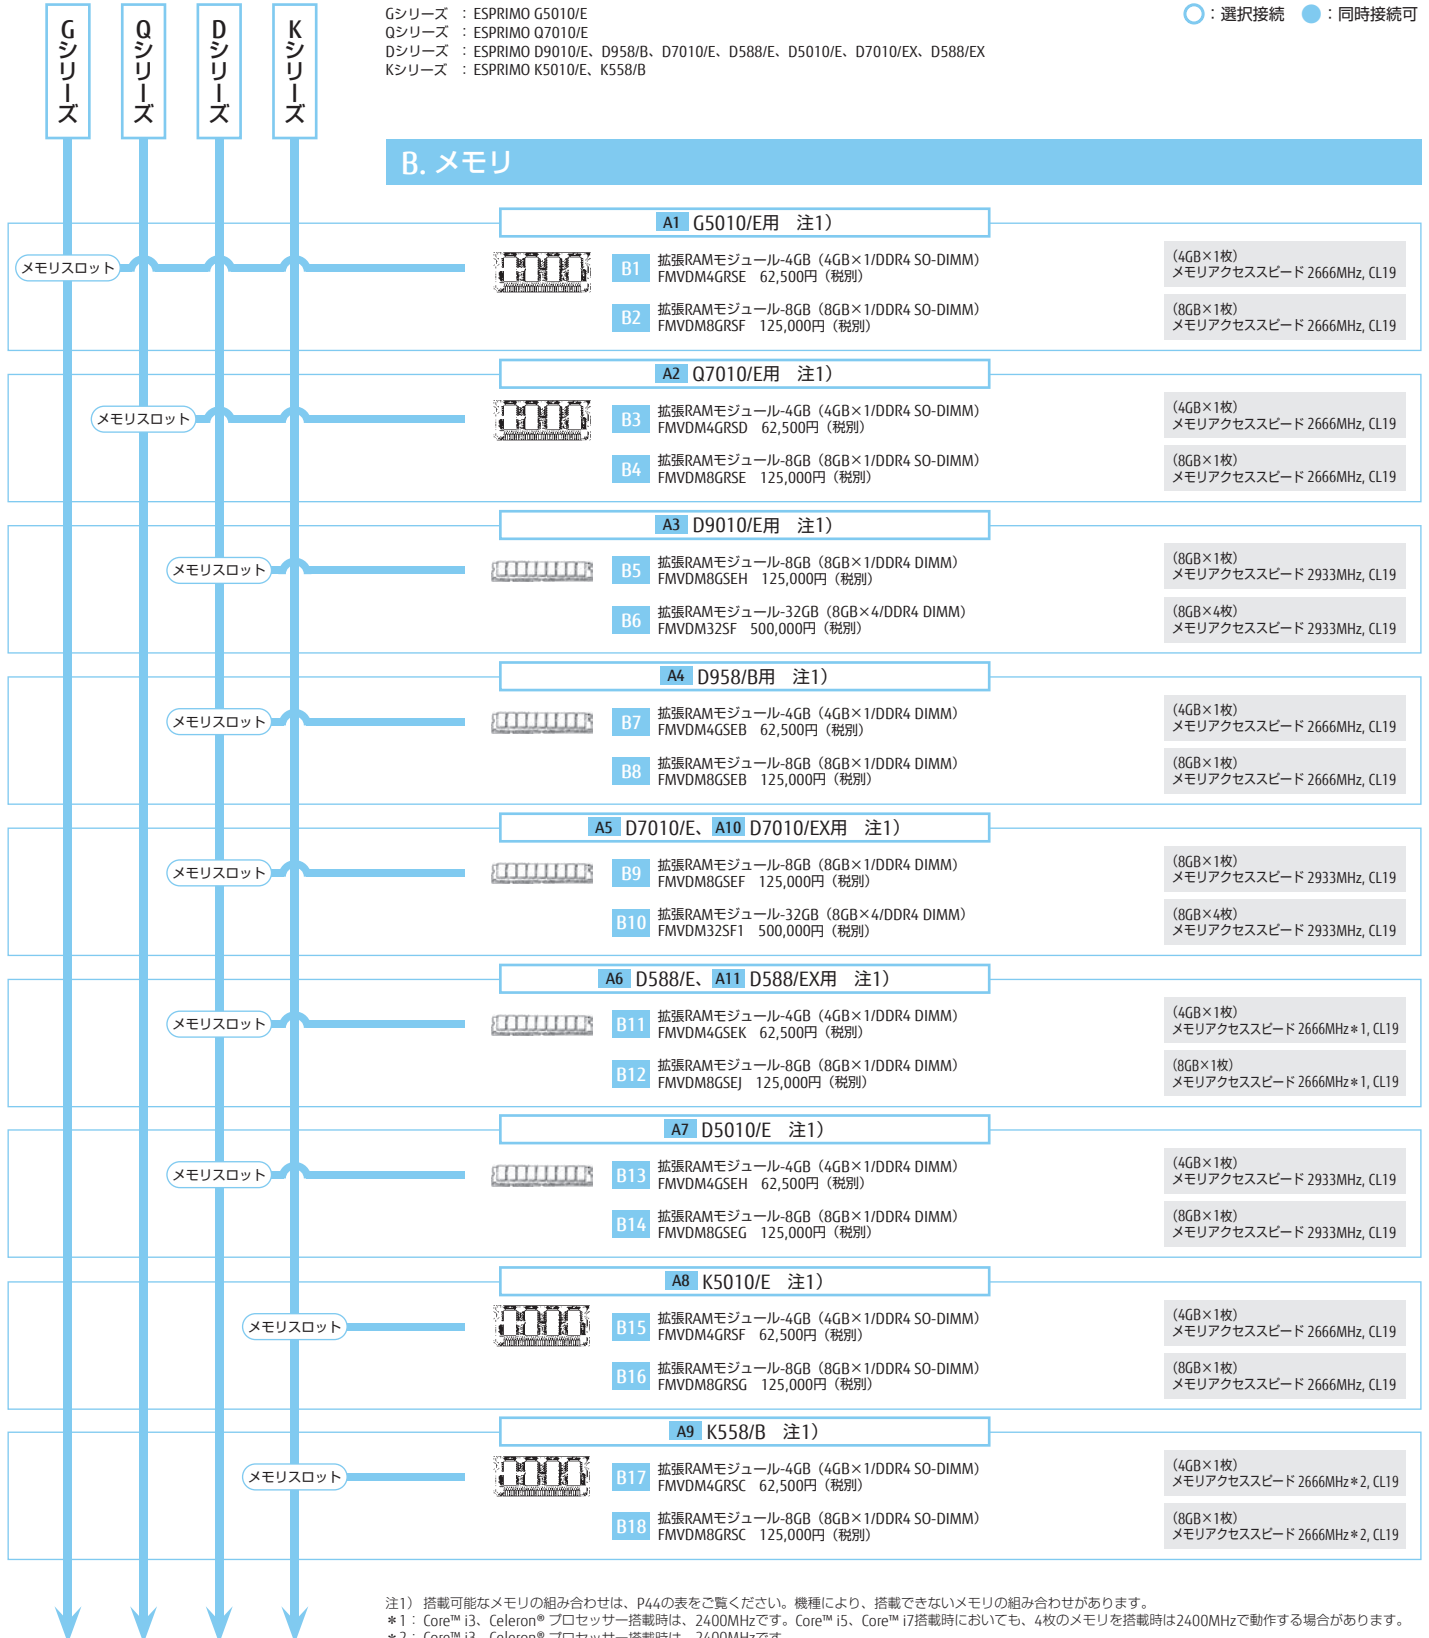 Gシリーズ
Qシリーズ
Dシリーズ
Kシリーズ
Gシリーズ ： ESPRIMO G5010/E
Qシリーズ ： ESPRIMO Q7010/E
Dシリーズ ： ESPRIMO D9010/E、D958/B、D7010/E、D588/E、D5010/E、D7010/EX、D588/EX
Kシリーズ ： ESPRIMO K5010/E、K558/B
：選択接続 ：同時接続可
B. メモリ
A1 G5010/E用 注1）
メモリスロット
B1 拡張RAMモジュール-4GB（4GB×1/DDR4 SO-DIMM）
FMVDM4GRSE 62,500円（税別）
（4GB×1枚）
メモリアクセススピード 2666MHz, CL19
B2 拡張RAMモジュール-8GB（8GB×1/DDR4 SO-DIMM）
FMVDM8GRSF 125,000円（税別）
（8GB×1枚）
メモリアクセススピード 2666MHz, CL19
A2 Q7010/E用 注1）
メモリスロット
B3 拡張RAMモジュール-4GB（4GB×1/DDR4 SO-DIMM）
FMVDM4GRSD 62,500円（税別）
（4GB×1枚）
メモリアクセススピード 2666MHz, CL19
B4 拡張RAMモジュール-8GB（8GB×1/DDR4 SO-DIMM）
FMVDM8GRSE 125,000円（税別）
（8GB×1枚）
メモリアクセススピード 2666MHz, CL19
A3 D9010/E用 注1）
メモリスロット
B5 拡張RAMモジュール-8GB（8GB×1/DDR4 DIMM）
FMVDM8GSEH 125,000円（税別）
（8GB×1枚）
メモリアクセススピード 2933MHz, CL19
B6 拡張RAMモジュール-32GB（8GB×4/DDR4 DIMM）
FMVDM32SF 500,000円（税別）
（8GB×4枚）
メモリアクセススピード 2933MHz, CL19
A4 D958/B用 注1）
メモリスロット
B7 拡張RAMモジュール-4GB（4GB×1/DDR4 DIMM）
FMVDM4GSEB 62,500円（税別）
（4GB×1枚）
メモリアクセススピード 2666MHz, CL19
B8 拡張RAMモジュール-8GB（8GB×1/DDR4 DIMM）
FMVDM8GSEB 125,000円（税別）
（8GB×1枚）
メモリアクセススピード 2666MHz, CL19
A5 D7010/E、A10 D7010/EX用 注1）
メモリスロット
B9 拡張RAMモジュール-8GB（8GB×1/DDR4 DIMM）
FMVDM8GSEF 125,000円（税別）
（8GB×1枚）
メモリアクセススピード 2933MHz, CL19
B10 拡張RAMモジュール-32GB（8GB×4/DDR4 DIMM）
FMVDM32SF1 500,000円（税別）
（8GB×4枚）
メモリアクセススピード 2933MHz, CL19
A6 D588/E、A11 D588/EX用 注1）
メモリスロット
B11 拡張RAMモジュール-4GB（4GB×1/DDR4 DIMM）
FMVDM4GSEK 62,500円（税別）
（4GB×1枚）
メモリアクセススピード 2666MHz＊1, CL19
B12 拡張RAMモジュール-8GB（8GB×1/DDR4 DIMM）
FMVDM8GSEJ 125,000円（税別）
（8GB×1枚）
メモリアクセススピード 2666MHz＊1, CL19
A7 D5010/E 注1）
メモリスロット
B13 拡張RAMモジュール-4GB（4GB×1/DDR4 DIMM）
FMVDM4GSEH 62,500円（税別）
（4GB×1枚）
メモリアクセススピード 2933MHz, CL19
B14 拡張RAMモジュール-8GB（8GB×1/DDR4 DIMM）
FMVDM8GSEG 125,000円（税別）
（8GB×1枚）
メモリアクセススピード 2933MHz, CL19
A8 K5010/E 注1）
メモリスロット
B15 拡張RAMモジュール-4GB（4GB×1/DDR4 SO-DIMM）
FMVDM4GRSF 62,500円（税別）
（4GB×1枚）
メモリアクセススピード 2666MHz, CL19
B16 拡張RAMモジュール-8GB（8GB×1/DDR4 SO-DIMM）
FMVDM8GRSG 125,000円（税別）
（8GB×1枚）
メモリアクセススピード 2666MHz, CL19
A9 K558/B 注1）
メモリスロット
B17 拡張RAMモジュール-4GB（4GB×1/DDR4 SO-DIMM）
FMVDM4GRSC 62,500円（税別）
（4GB×1枚）
メモリアクセススピード 2666MHz＊2, CL19
B18 拡張RAMモジュール-8GB（8GB×1/DDR4 SO-DIMM）
FMVDM8GRSC 125,000円（税別）
（8GB×1枚）
メモリアクセススピード 2666MHz＊2, CL19
注1） 搭載可能なメモリの組み合わせは、P44の表をご覧ください。機種により、搭載できないメモリの組み合わせがあります。
＊1： Core™ i3、Celeron® プロセッサー搭載時は、2400MHzです。Core™ i5、Core™ i7搭載時においても、4枚のメモリを搭載時は2400MHzで動作する場合があります。
＊2： Core™ i3、Celeron® プロセッサー搭載時は、2400MHzです。